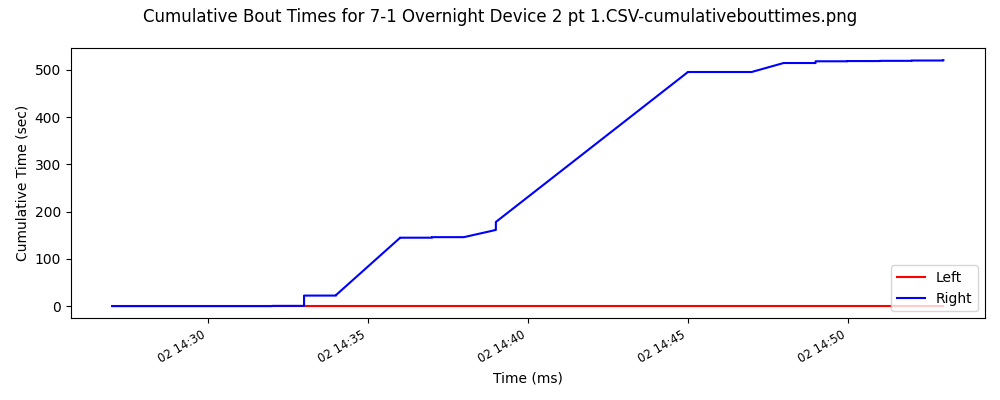 Cumulative Bout Times for 7-1 Overnight Device 2 pt 1.CSV-cumulativebouttimes.png
500
400
300
200
100
0
Cumulative Time (sec)
Left
Right
02 14:30
02 14:35
02 14:40
02 14:45
02 14:50
Time (ms)